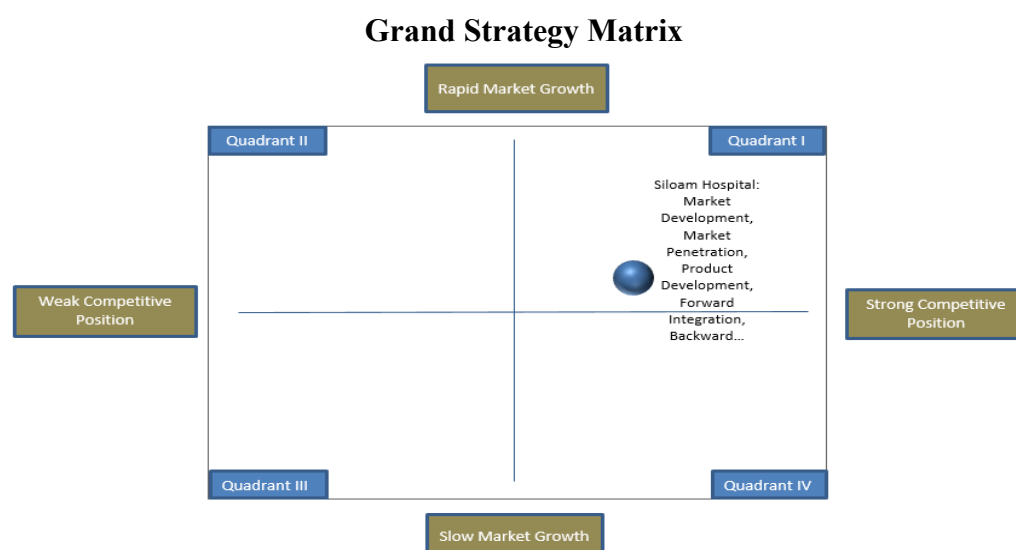 Grand Strategy Matrix
Rapid Market Growth
Quadrant II
Quadrant I
Siloam Hospital:
Market
Development,
Market
Penetration,
Product
Development,
Forward
Integration,
Backward...
Weak Competitive
Position
Strong Competitive
Position
Quadrant III
Quadrant IV
Slow Market Growth